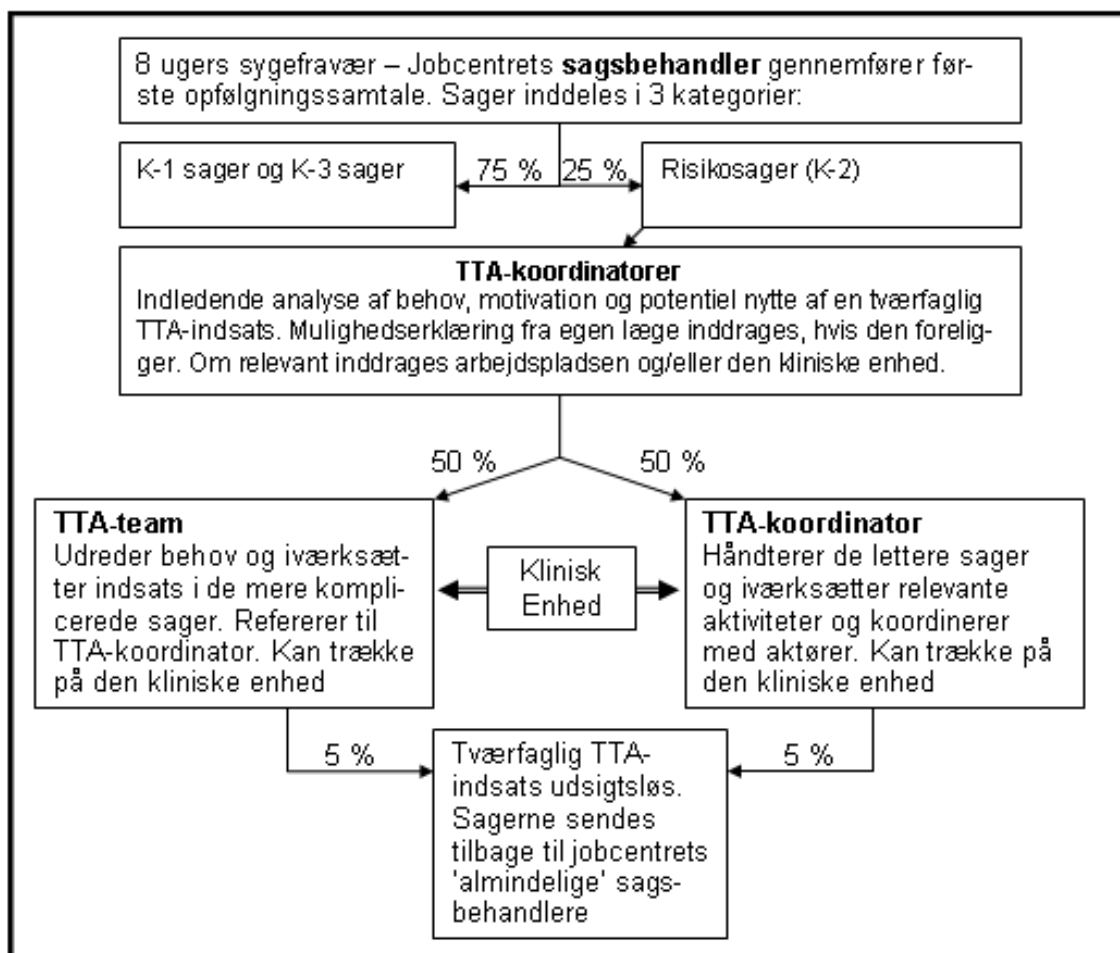 8 ugers sygefravær – Jobcentrets sagsbehandler gennemfører før-
ste opfølgningssamtale. Sager inddeles i 3 kategorier:
K-1 sager og K-3 sager
75 %
25 %
Risikosager (K-2)
TTA-koordinatorer
Indledende analyse af behov, motivation og potentiel nytte af en tværfaglig
TTA-indsats. Mulighedserklæring fra egen læge inddrages, hvis den forelig-
ger. Om relevant inddrages arbejdspladsen og/eller den kliniske enhed.
50 %
50 %
TTA-team
Udreder behov og iværksæt-
ter indsats i de mere kompli-
cerede sager. Refererer til
TTA-koordinator. Kan trække
på den kliniske enhed
Klinisk
Enhed
TTA-koordinator
Håndterer de lettere sager
og iværksætter relevante
aktiviteter og koordinerer
med aktører. Kan trække på
den kliniske enhed
5 %
5 %
Tværfaglig TTA-
indsats udsigtsløs.
Sagerne sendes
tilbage til jobcentrets
'almindelige' sags-
behandlere